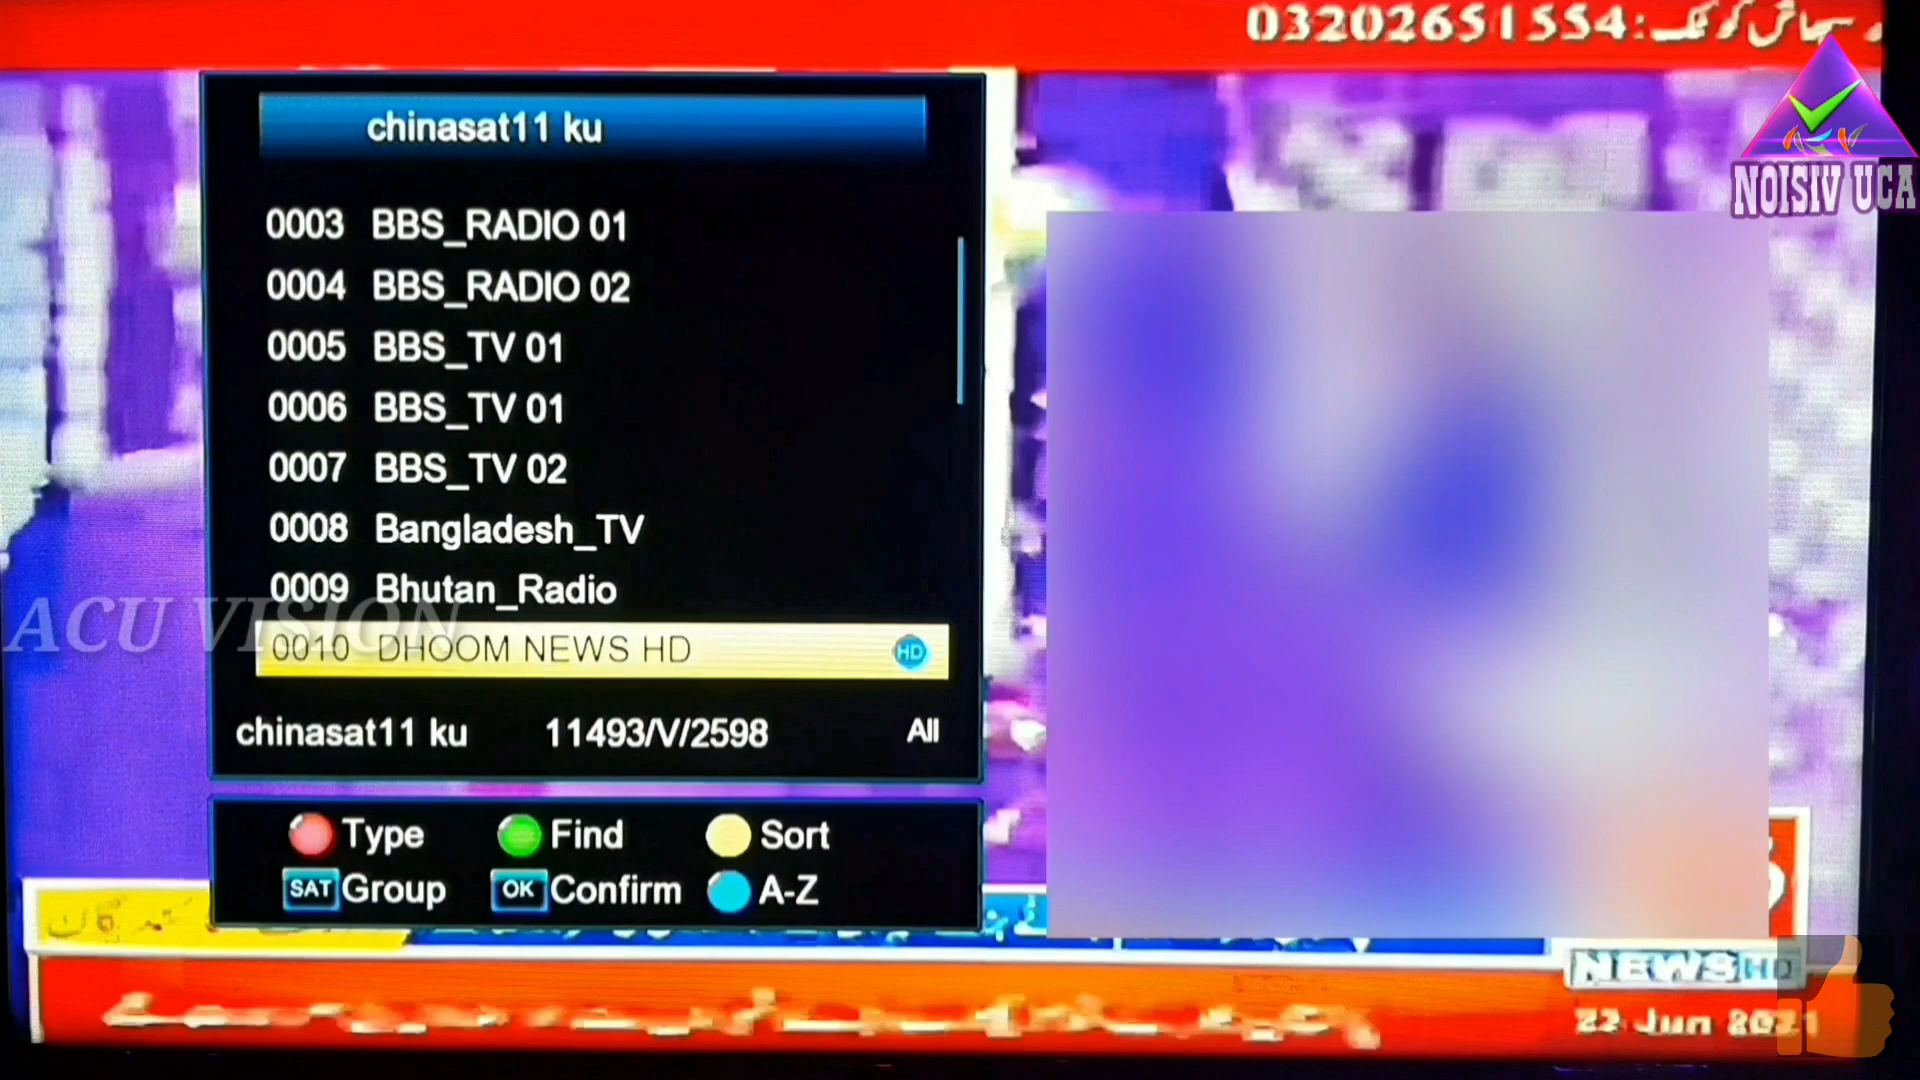 03202651554:
NOISIV UCA
chinasat11 ku
0003 BBS_RADIO 01
0004 BBS_RADIO 02
0005 BBS_TV 01
0006 BBS_TV 01
0007 BBS_TV 02
0008 Bangladesh_TV
0009 Bhutan_Radio
ACU VISION
0010 DHOOM NEWS HD HD
chinasat11 ku 11493/V/2598 All
Type Find Sort
SAT Group OK Confirm A-Z
NEWS HD
22 Jun 2021